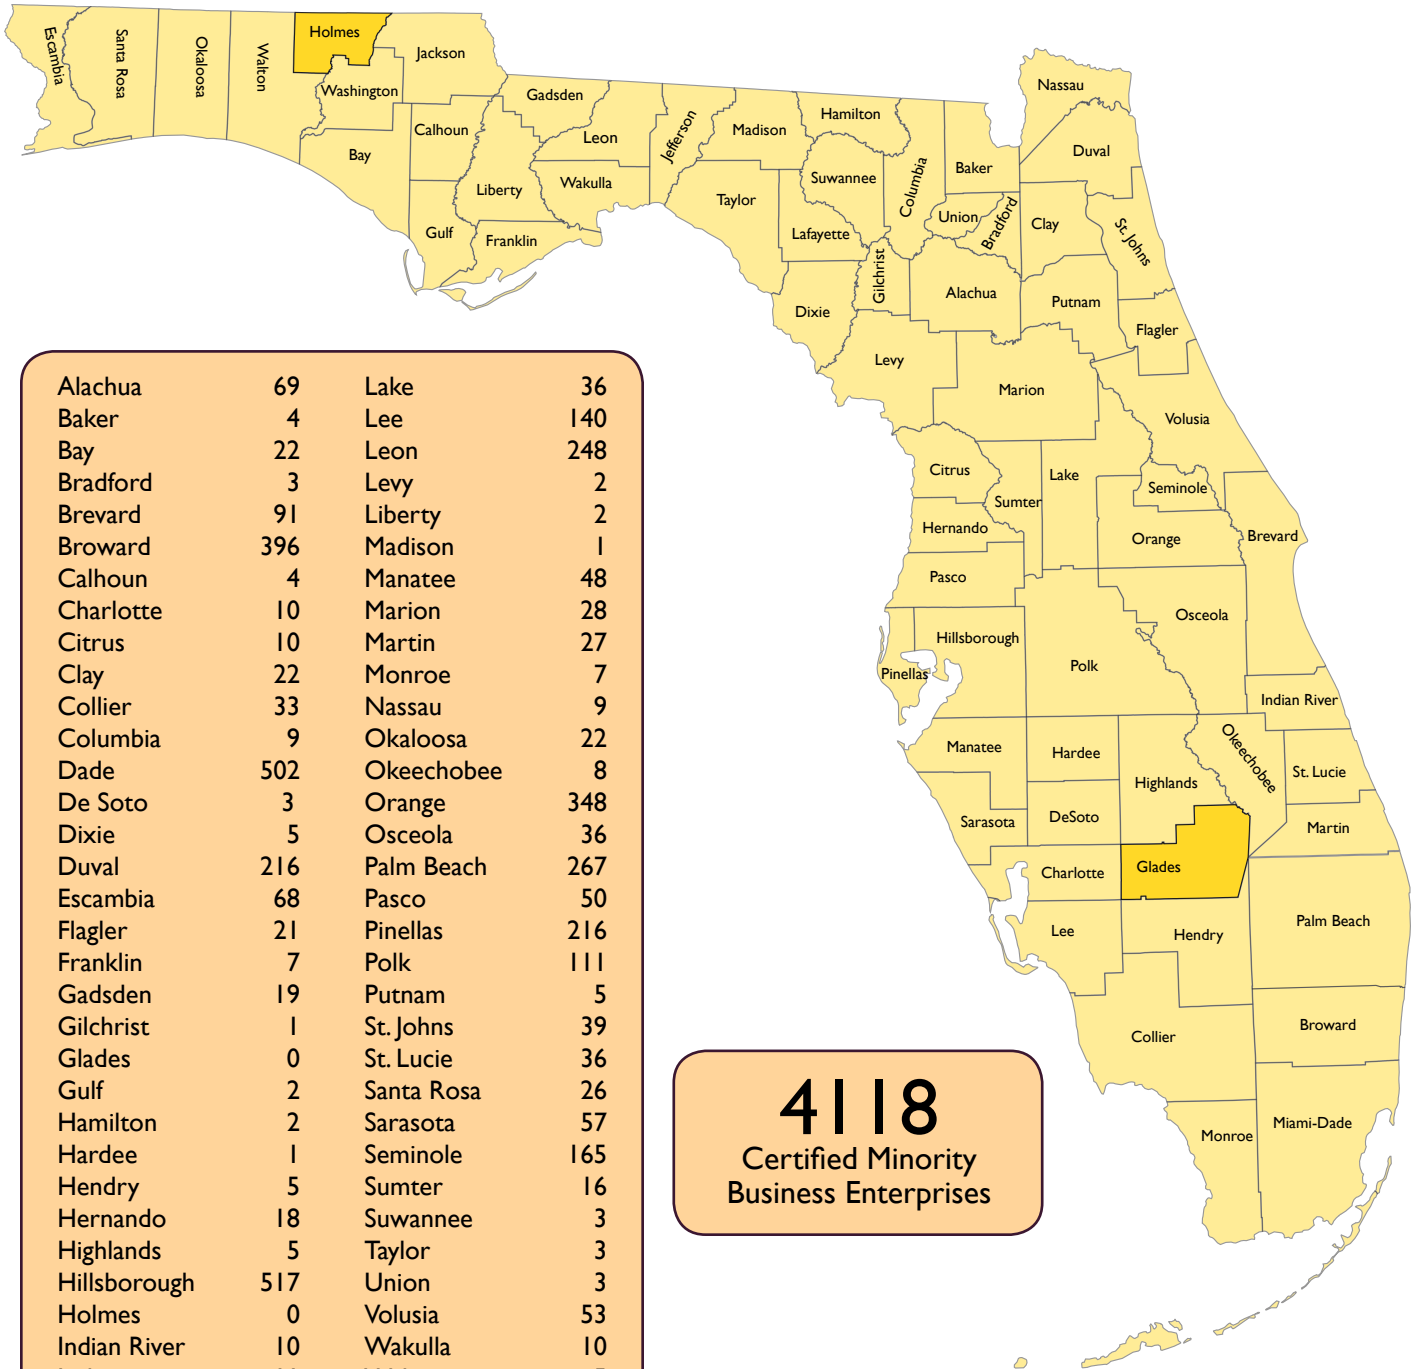 Escambia
Santa Rosa
Okaloosa
Walton
Holmes
Jackson
Washington
Bay
Calhoun
Gulf
Gadsden
Liberty
Franklin
Leon
Wakulla
Jefferson
Madison
Taylor
Hamilton
Suwannee
Lafayette
Dixie
Columbia
Gilchrist
Baker
Union
Bradford
Alachua
Levy
Nassau
Duval
Clay
St. Johns
Putnam
Flagler
Marion
Volusia
Citrus
Sumter
Lake
Seminole
Hernando
Orange
Brevard
Pasco
Osceola
Hillsborough
Pinellas
Polk
Indian River
Manatee
Hardee
Okeechobee
Highlands
St. Lucie
Sarasota
DeSoto
Martin
Charlotte
Glades
Lee
Hendry
Palm Beach
Collier
Broward
Monroe
Miami-Dade
Alachua 69 Lake 36
Baker 4 Lee 140
Bay 22 Leon 248
Bradford 3 Levy 2
Brevard 91 Liberty 2
Broward 396 Madison 1
Calhoun 4 Manatee 48
Charlotte 10 Marion 28
Citrus 10 Martin 27
Clay 22 Monroe 7
Collier 33 Nassau 9
Columbia 9 Okaloosa 22
Dade 502 Okeechobee 8
De Soto 3 Orange 348
Dixie 5 Osceola 36
Duval 216 Palm Beach 267
Escambia 68 Pasco 50
Flagler 21 Pinellas 216
Franklin 7 Polk 111
Gadsden 19 Putnam 5
Gilchrist 1 St. Johns 39
Glades 0 St. Lucie 36
Gulf 2 Santa Rosa 26
Hamilton 2 Sarasota 57
Hardee 1 Seminole 165
Hendry 5 Sumter 16
Hernando 18 Suwannee 3
Highlands 5 Taylor 3
Hillsborough 517 Union 3
Holmes 0 Volusia 53
Indian River 10 Wakulla 10
4118
Certified Minority
Business Enterprises